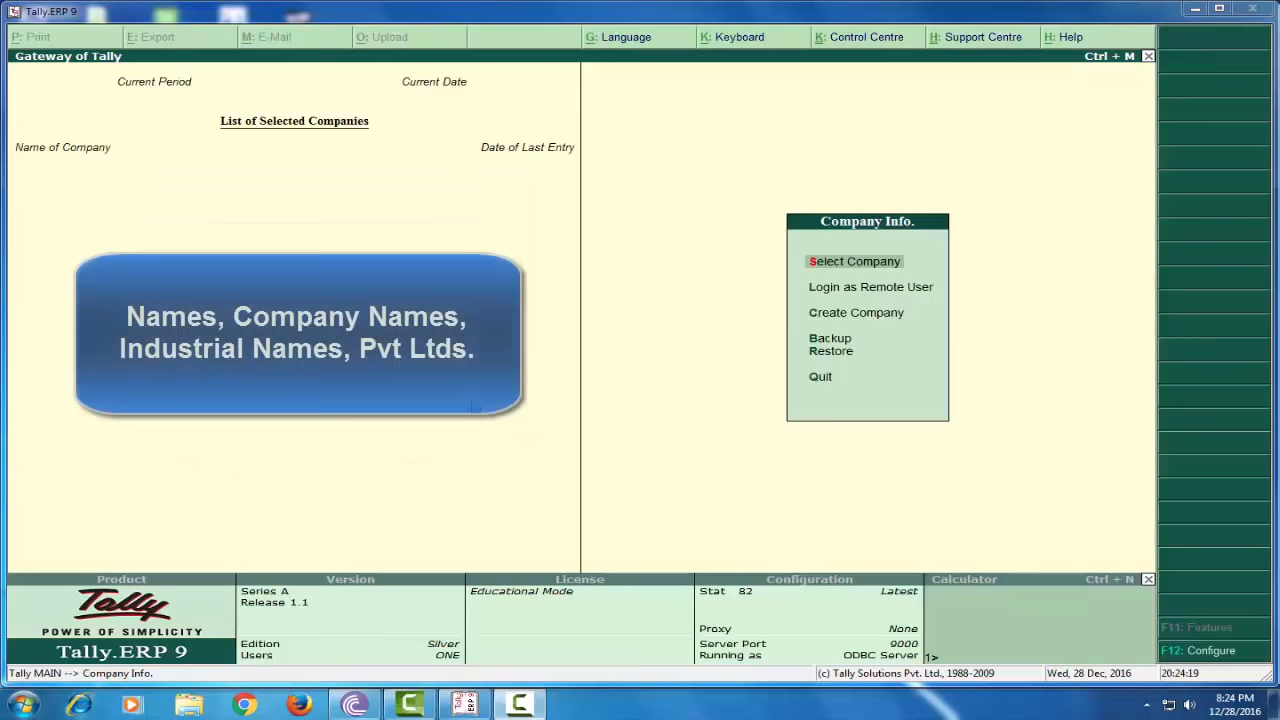 Tally.ERP 9
P: Print
E: Export
M: E-Mail
O: Upload
G: Language
K: Keyboard
K: Control Centre
H: Support Centre
H: Help
Gateway of Tally
Ctrl + M
Current Period
Current Date
List of Selected Companies
Name of Company
Date of Last Entry
Names, Company Names,
Industrial Names, Pvt Ltds.
Company Info.
Select Company
Login as Remote User
Create Company
Backup
Restore
Quit
Product
Tally
POWER OF SIMPLICITY
Tally.ERP 9
Version
Series A
Release 1.1
Edition Silver
Users ONE
License
Educational Mode
Configuration
Stat 82 Latest
Proxy None
Server Port 9000
Running as ODBC Server
Calculator
Ctrl + N
1>
F11: Features
F12: Configure
Tally MAIN --> Company Info.
(c) Tally Solutions Pvt. Ltd., 1988-2009
Wed, 28 Dec, 2016
20:24:19
8:24 PM
12/28/2016